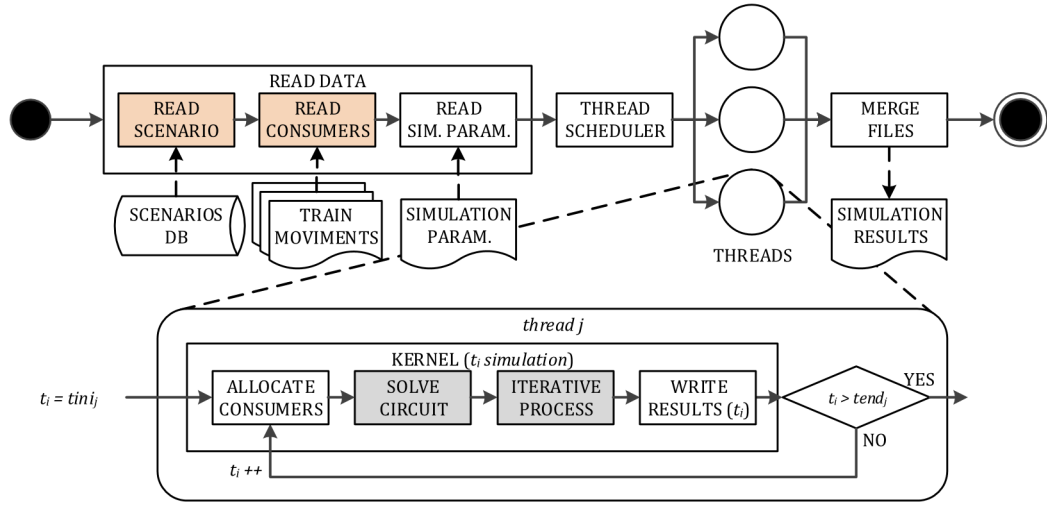 READ DATA
READ
SCENARIO
READ
CONSUMERS
READ
SIM. PARAM.
THREAD
SCHEDULER
MERGE
FILES
SCENARIOS
DB
TRAIN
MOVIMENTS
SIMULATION
PARAM.
THREADS
SIMULATION
RESULTS
thread j
KERNEL (tᵢ simulation)
tᵢ = tiniⱼ
ALLOCATE
CONSUMERS
SOLVE
CIRCUIT
ITERATIVE
PROCESS
WRITE
RESULTS (tᵢ)
tᵢ > tendⱼ
YES
NO
tᵢ ++